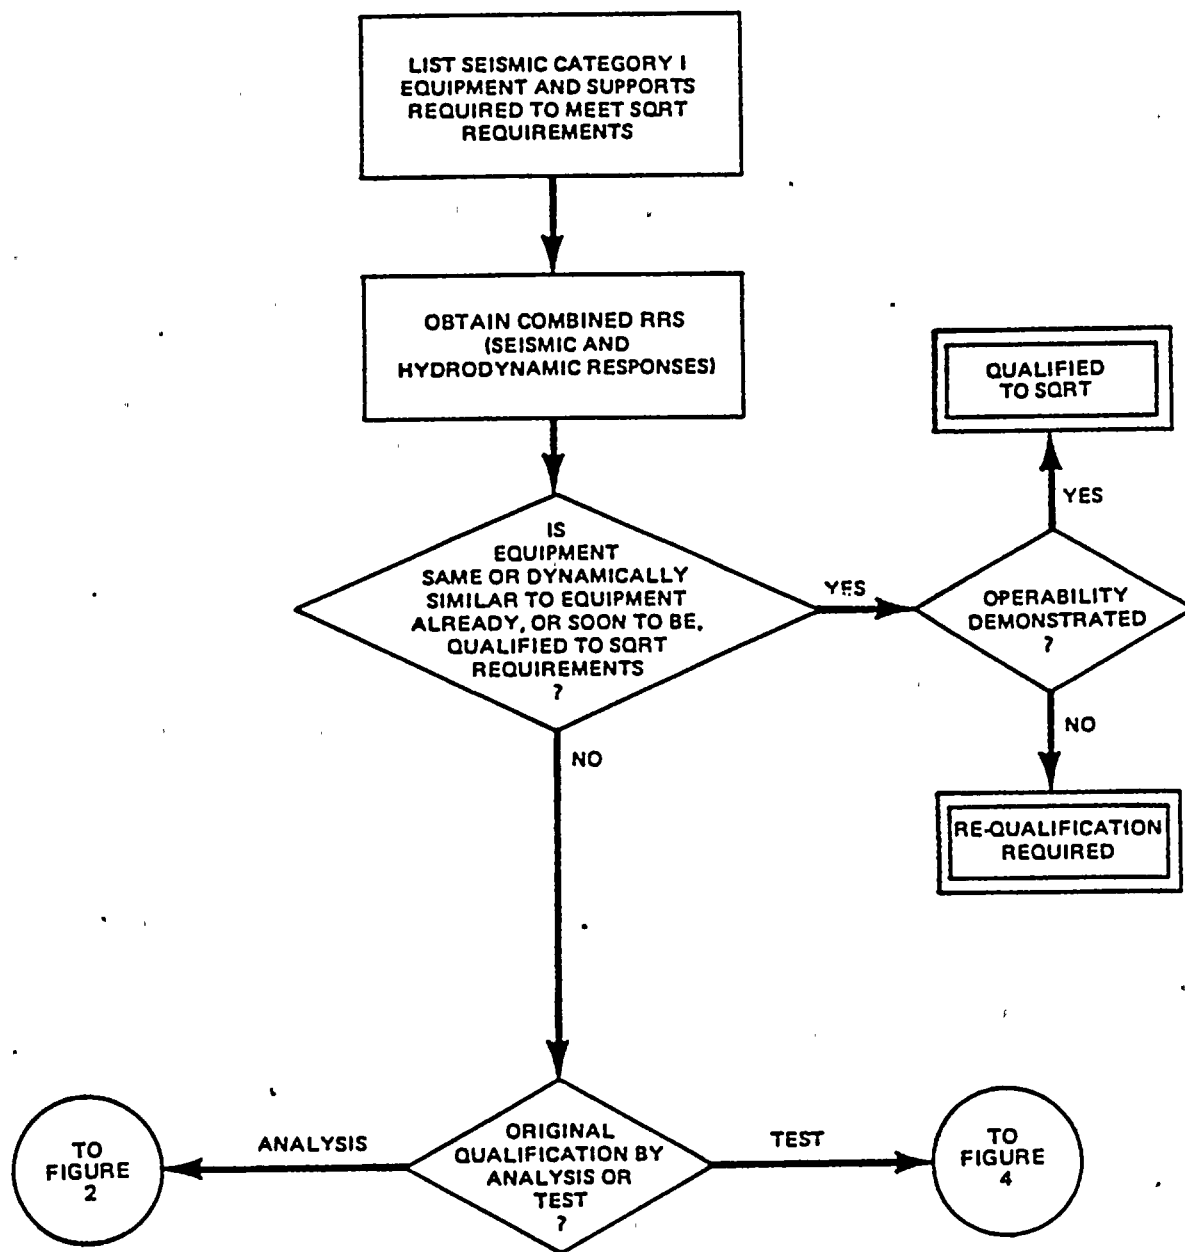 LIST SEISMIC CATEGORY I
EQUIPMENT AND SUPPORTS
REQUIRED TO MEET SQRT
REQUIREMENTS
OBTAIN COMBINED RRS
(SEISMIC AND
HYDRODYNAMIC RESPONSES)
QUALIFIED
TO SQRT
YES
IS
EQUIPMENT
SAME OR DYNAMICALLY
SIMILAR TO EQUIPMENT
ALREADY, OR SOON TO BE,
QUALIFIED TO SQRT
REQUIREMENTS
?
YES
OPERABILITY
DEMONSTRATED
?
NO
NO
RE-QUALIFICATION
REQUIRED
TO
FIGURE
2
ANALYSIS
ORIGINAL
QUALIFICATION BY
ANALYSIS OR
TEST
?
TEST
TO
FIGURE
4